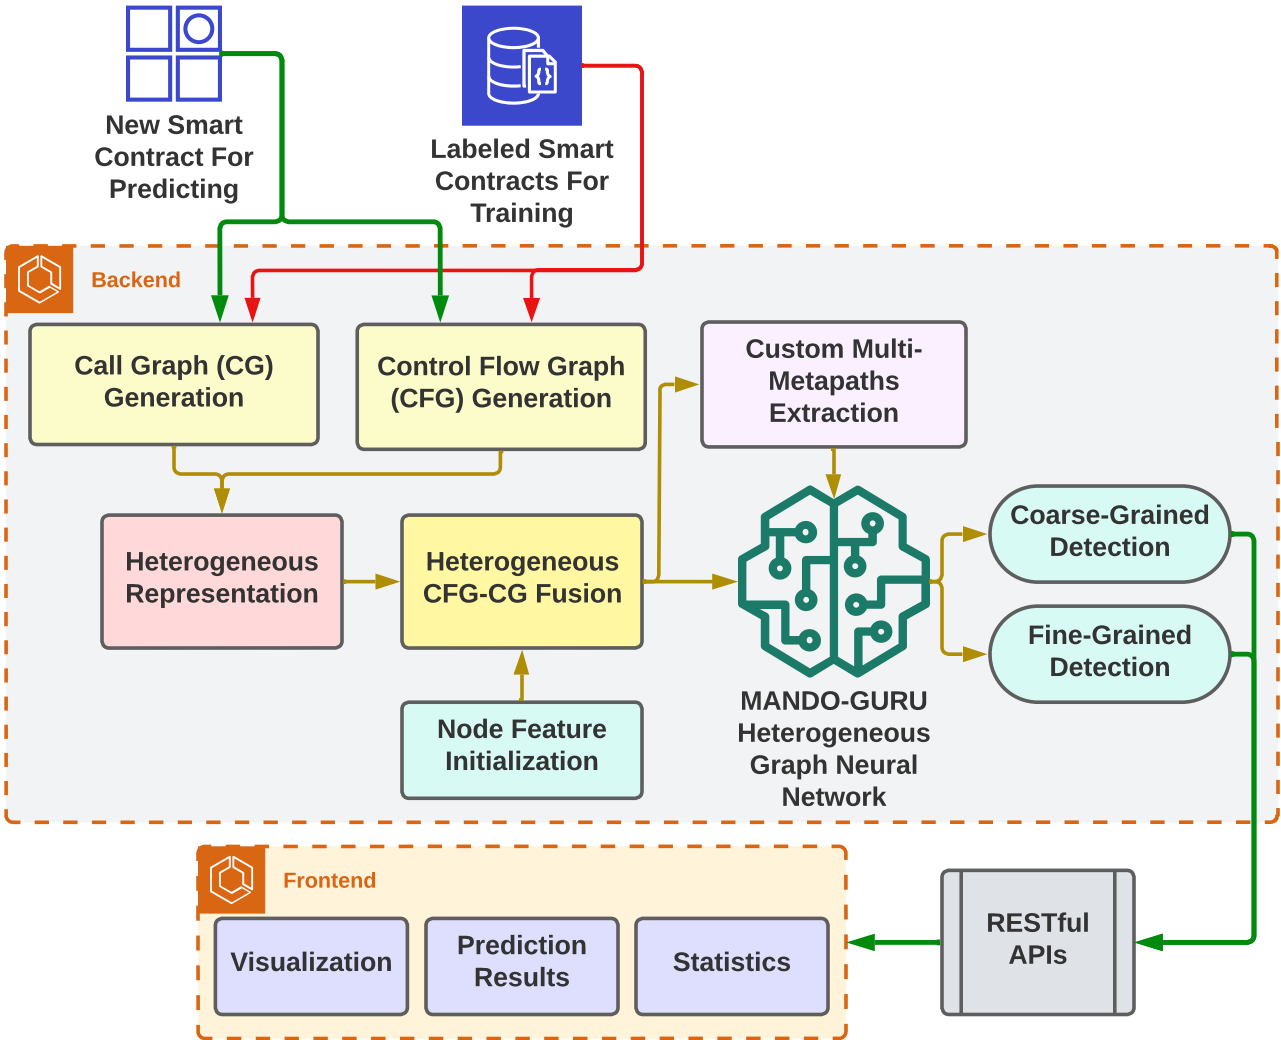 New Smart
Contract For
Predicting
Labeled Smart
Contracts For
Training
Backend
Call Graph (CG)
Generation
Control Flow Graph
(CFG) Generation
Custom Multi-
Metapaths
Extraction
Heterogeneous
Representation
Heterogeneous
CFG-CG Fusion
Coarse-Grained
Detection
Fine-Grained
Detection
Node Feature
Initialization
MANDO-GURU
Heterogeneous
Graph Neural
Network
Frontend
Visualization
Prediction
Results
Statistics
RESTful
APIs